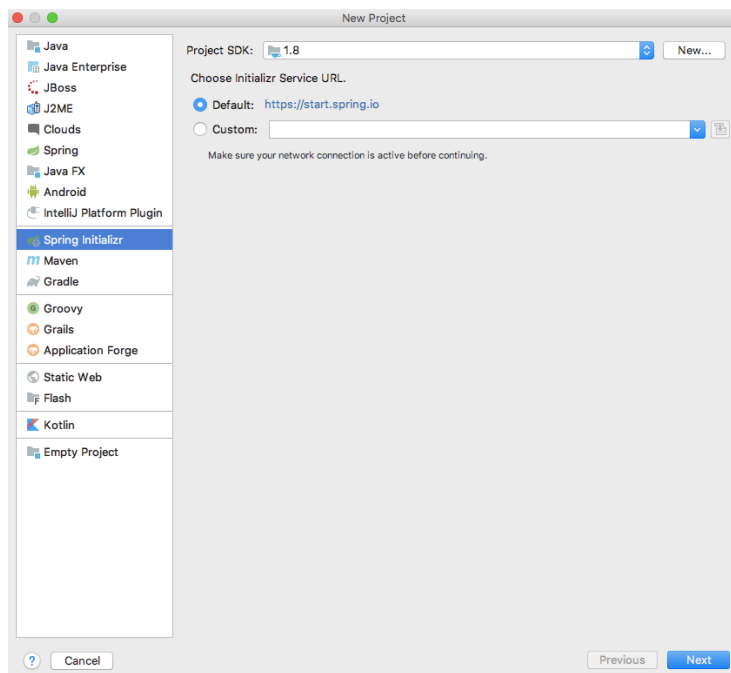 New Project
Java
Java Enterprise
JBoss
J2ME
Clouds
Spring
Java FX
Android
IntelliJ Platform Plugin
Spring Initializr
Maven
Gradle
Groovy
Grails
Application Forge
Static Web
Flash
Kotlin
Empty Project
Project SDK: 1.8 New...
Choose Initializr Service URL.
Default: https://start.spring.io
Custom:
Make sure your network connection is active before continuing.
? Cancel Previous Next